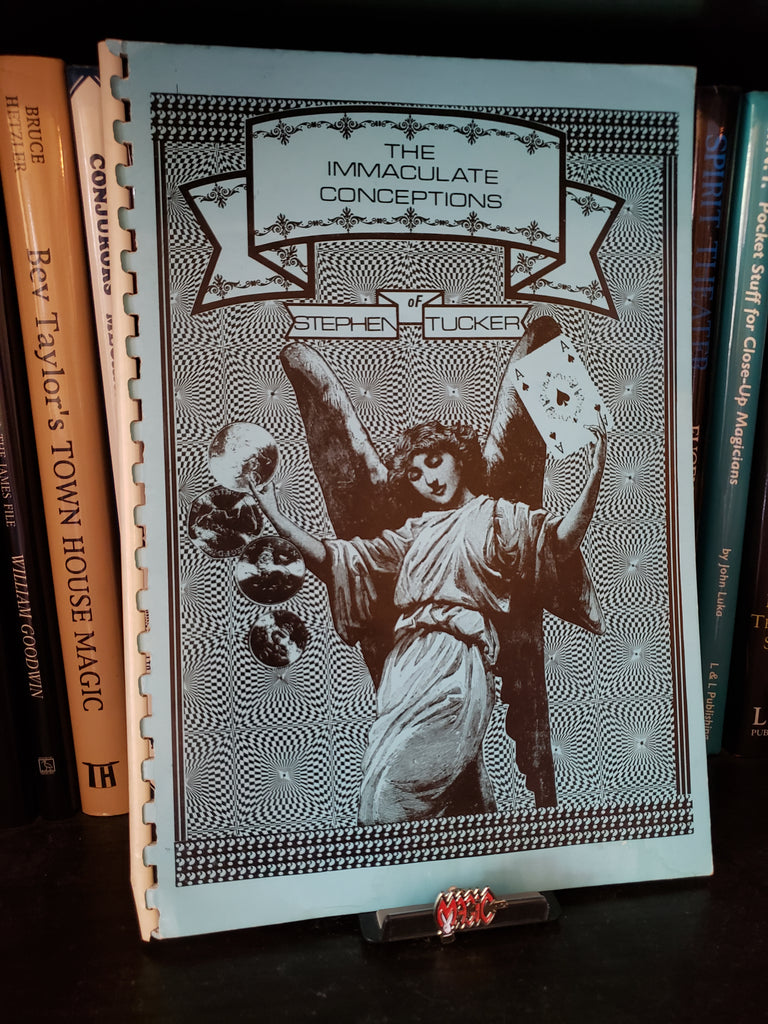 THE
IMMACULATE
CONCEPTIONS
OF
STEPHEN TUCKER
A
A
A
A
MAGIC
THE JAMES FILE
WILLIAM GOODWIN
BRUCE
HETZLER
Bev Taylor's TOWN HOUSE MAGIC
TH
CONJURORS
SPIRIT THEATER
Pocket Stuff for Close-Up Magicians
by John Luka
L & L Publishing